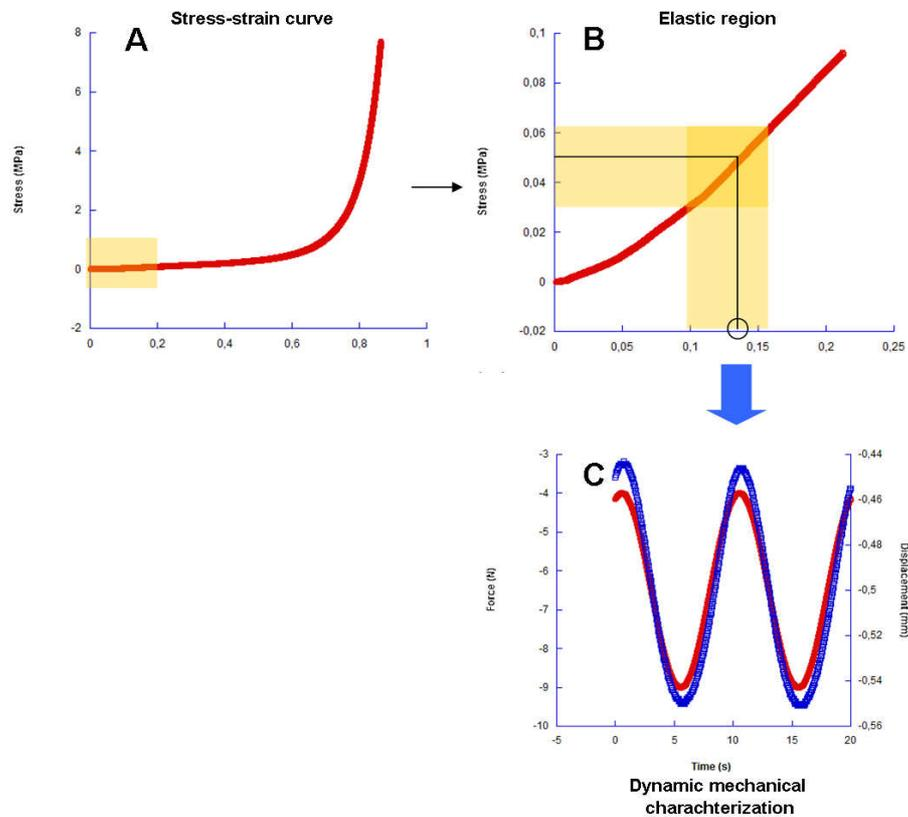 Stress-strain curve
A
8
6
4
2
0
-2
Stress (MPa)
0 0,2 0,4 0,6 0,8 1
Elastic region
B
0,1
0,08
0,06
0,04
0,02
0
-0,02
Stress (MPa)
0 0,05 0,1 0,15 0,2 0,25
C
-3
-4
-5
-6
-7
-8
-9
-10
Force (N)
-0,44
-0,46
-0,48
-0,5
-0,52
-0,54
-0,56
Displacement (mm)
-5 0 5 10 15 20
Time (s)
Dynamic mechanical
charachterization